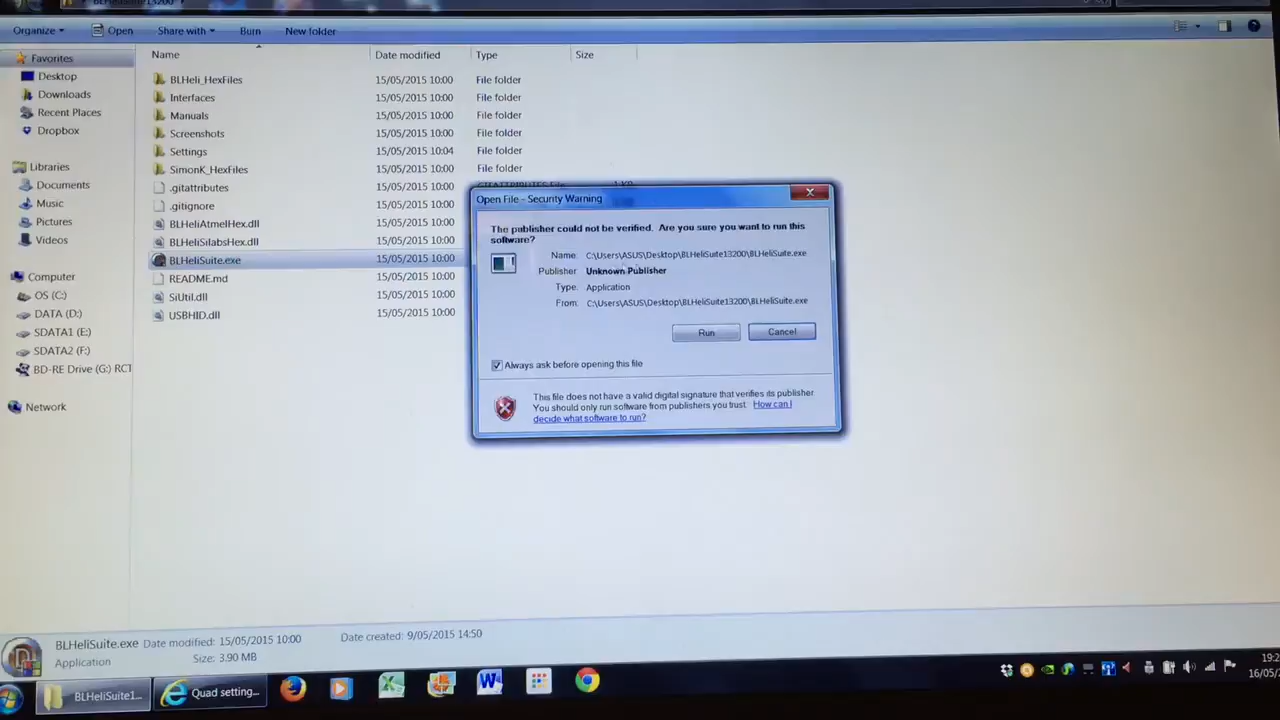 BLHeliSuite13200
Organize
Open
Share with
Burn
New folder
Favorites
Desktop
Downloads
Recent Places
Dropbox
Libraries
Documents
Music
Pictures
Videos
Computer
OS (C:)
DATA (D:)
SDATA1 (E:)
SDATA2 (F:)
BD-RE Drive (G:) RCT
Network
Name Date modified Type Size
BLHeli_HexFiles 15/05/2015 10:00 File folder
Interfaces 15/05/2015 10:00 File folder
Manuals 15/05/2015 10:00 File folder
Screenshots 15/05/2015 10:00 File folder
Settings 15/05/2015 10:04 File folder
SimonK_HexFiles 15/05/2015 10:00 File folder
.gitattributes 15/05/2015 10:00
.gitignore 15/05/2015 10:00
BLHeliAtmelHex.dll 15/05/2015 10:00
BLHeliSilabsHex.dll 15/05/2015 10:00
BLHeliSuite.exe 15/05/2015 10:00
README.md 15/05/2015 10:00
SiUtil.dll 15/05/2015 10:00
USBHID.dll 15/05/2015 10:00
Open File - Security Warning
The publisher could not be verified. Are you sure you want to run this
software?
Name: C:\Users\ASUS\Desktop\BLHeliSuite13200\BLHeliSuite.exe
Publisher: Unknown Publisher
Type: Application
From: C:\Users\ASUS\Desktop\BLHeliSuite13200\BLHeliSuite.exe
Run Cancel
Always ask before opening this file
This file does not have a valid digital signature that verifies its publisher.
You should only run software from publishers you trust. How can I
decide what software to run?
BLHeliSuite.exe Date modified: 15/05/2015 10:00 Date created: 9/05/2015 14:50
Application Size: 3.90 MB
BLHeliSuite1... Quad setting...
19:2
16/05/